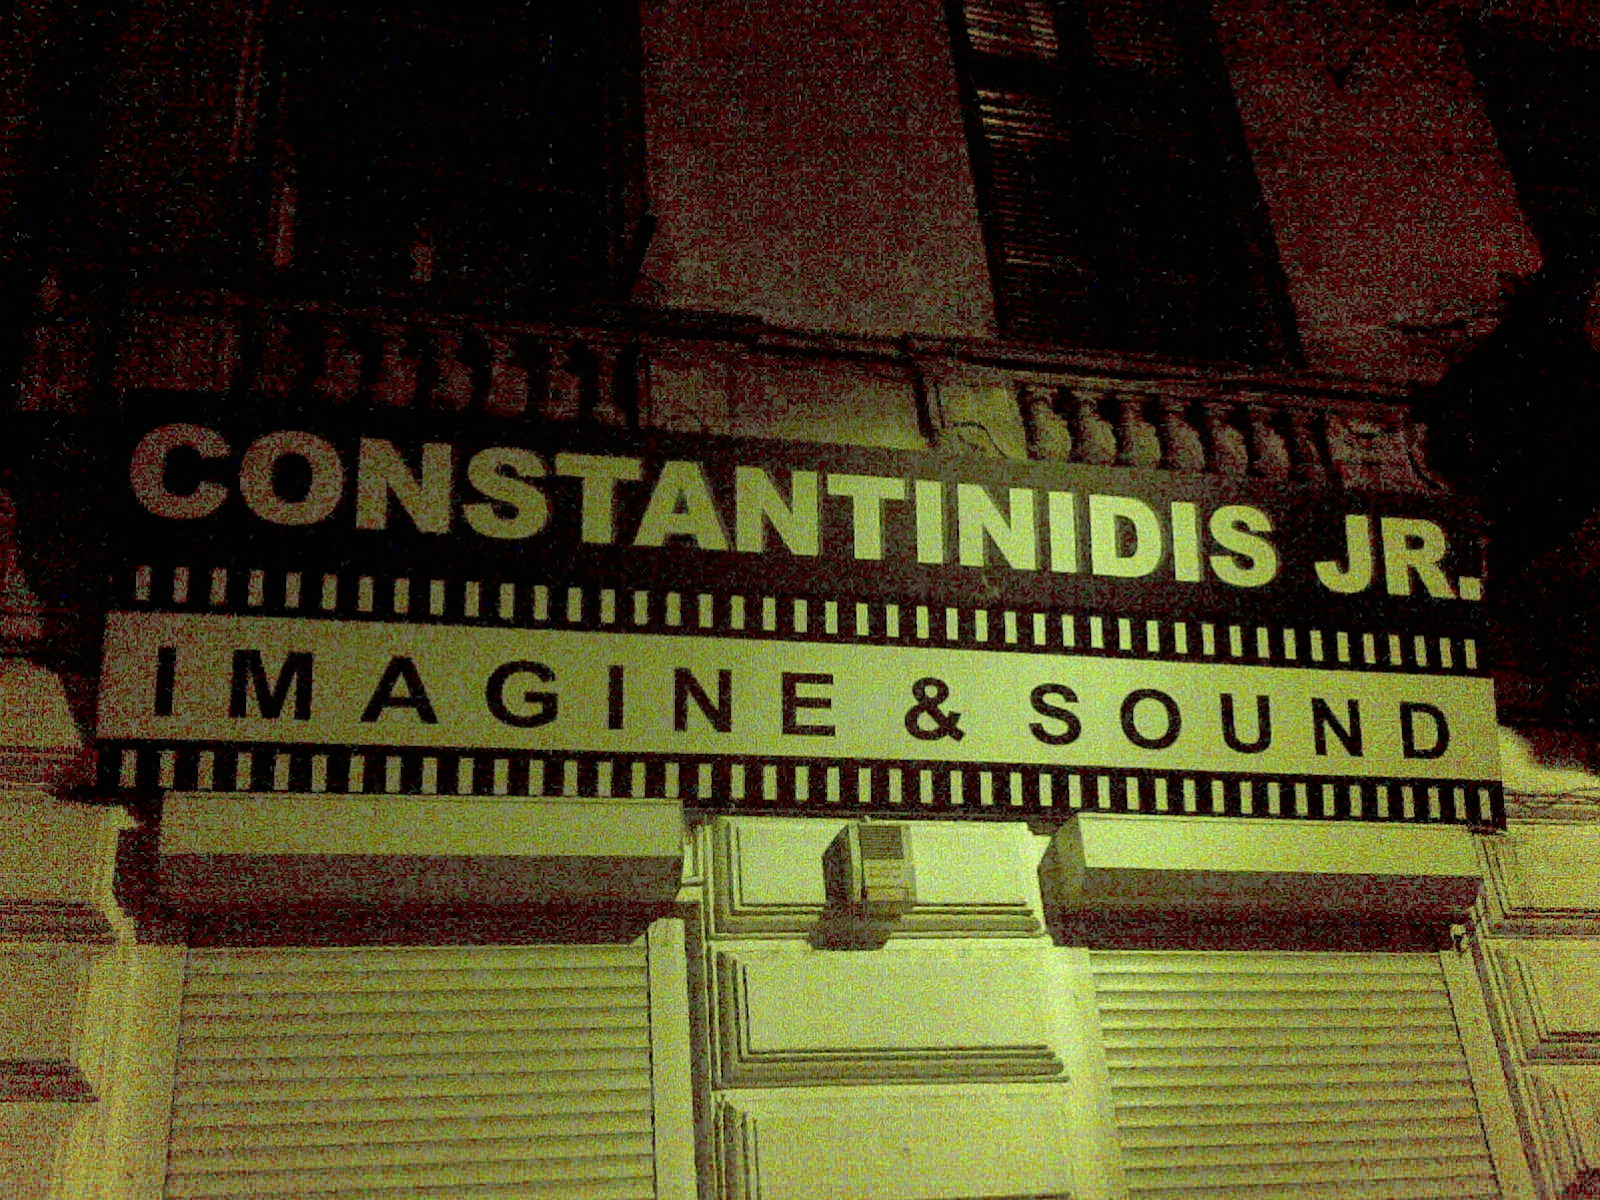 CONSTANTINIDIS JR.
IMAGINE & SOUND